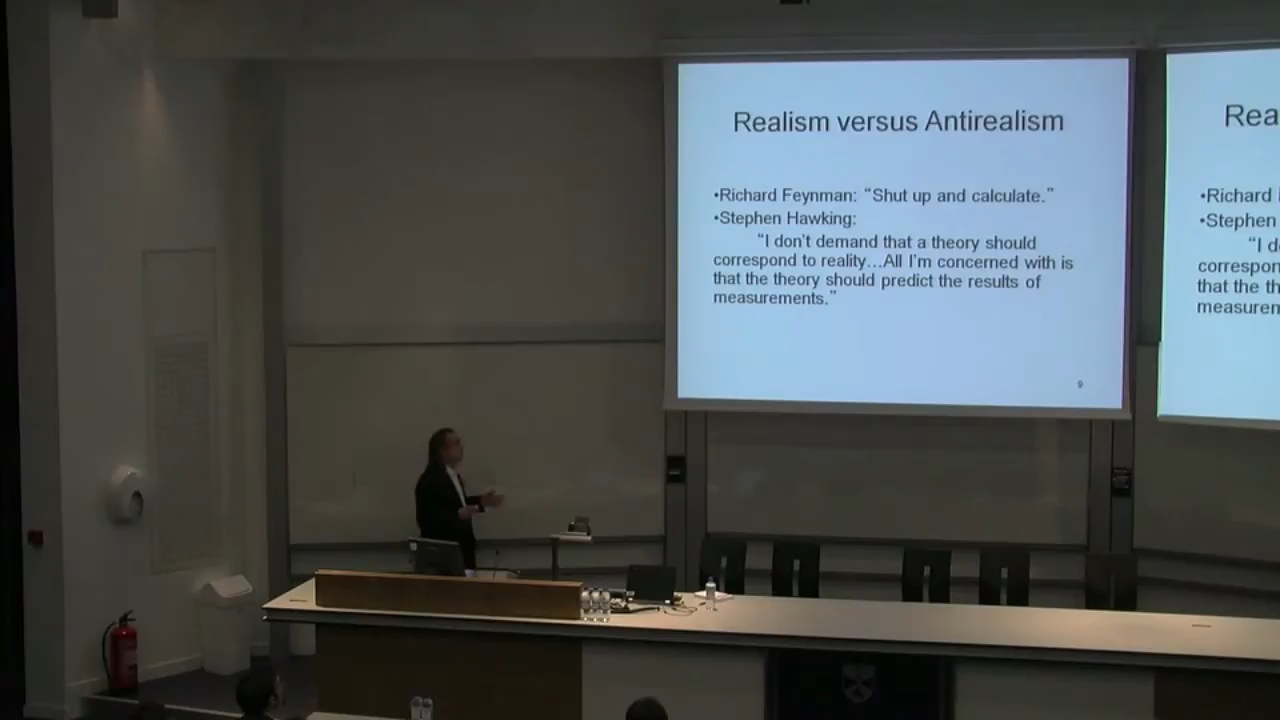 Realism versus Antirealism
•Richard Feynman: “Shut up and calculate.”
•Stephen Hawking:
“I don’t demand that a theory should
correspond to reality…All I’m concerned with is
that the theory should predict the results of
measurements.”
9
Rea
•Richard
•Stephen
“I d
correspon
that the th
measuren